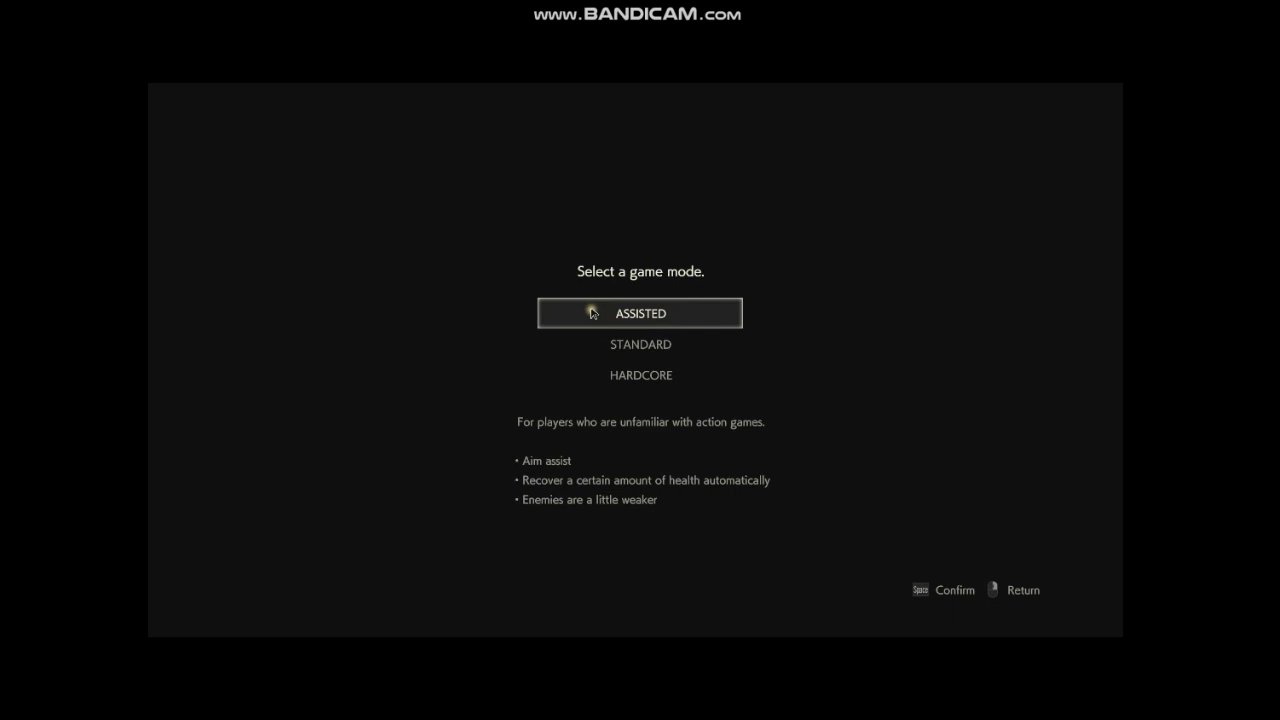 www.BANDICAM.com
Select a game mode.
ASSISTED
STANDARD
HARDCORE
For players who are unfamiliar with action games.
• Aim assist
• Recover a certain amount of health automatically
• Enemies are a little weaker
Space Confirm Return